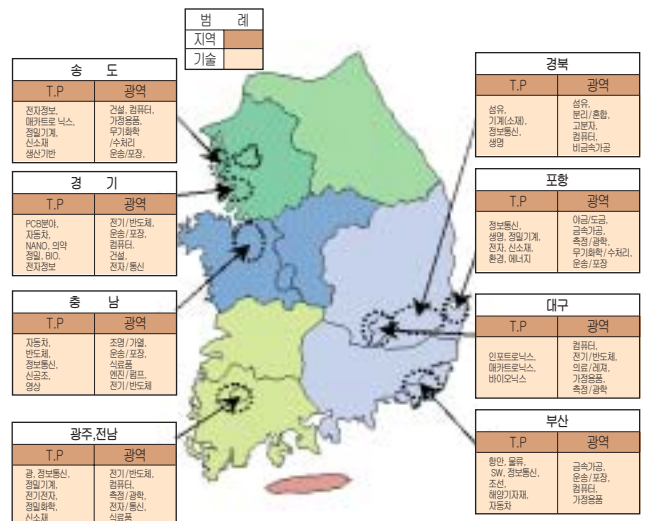 범 례
지역
기술
송 도
T.P 광역
전자정보, 건설, 컴퓨터,
매카트로 닉스, 가정용품,
정밀기계, 무기화학
신소재 /수처리
생산기반 운송/포장,
경 기
T.P 광역
PCB분야, 전기/반도체,
자동차, 운송/포장,
NANO, 의약 컴퓨터,
정밀, BIO, 건설,
전자정보 전자/통신
충 남
T.P 광역
자동차, 조명/가열,
반도체, 운송/포장,
정보통신, 식료품
신공조, 엔진/펌프,
영상 전기/반도체
광주,전남
T.P 광역
광, 정보통신, 전기/반도체,
정밀기계, 컴퓨터,
전기전자, 측정/광학,
정밀화학, 전자/통신,
신소재 식료품
경북
T.P 광역
섬유, 섬유,
기계(소재), 분리/혼합,
정보통신, 고분자,
생명 컴퓨터,
비금속가공
포항
T.P 광역
정보통신, 야금/도금,
생명, 정밀기계, 금속가공,
전자, 신소재, 측정/광학,
환경, 에너지 무기화학/수처리,
운송/포장
대구
T.P 광역
컴퓨터,
인포트로닉스, 전기/반도체,
매카트로닉스, 의료/레져,
바이오닉스 가정용품,
측정/광학
부산
T.P 광역
항만, 물류, 금속가공,
SW, 정보통신, 운송/포장,
조선, 컴퓨터,
해양기자재, 가정용품
자동차